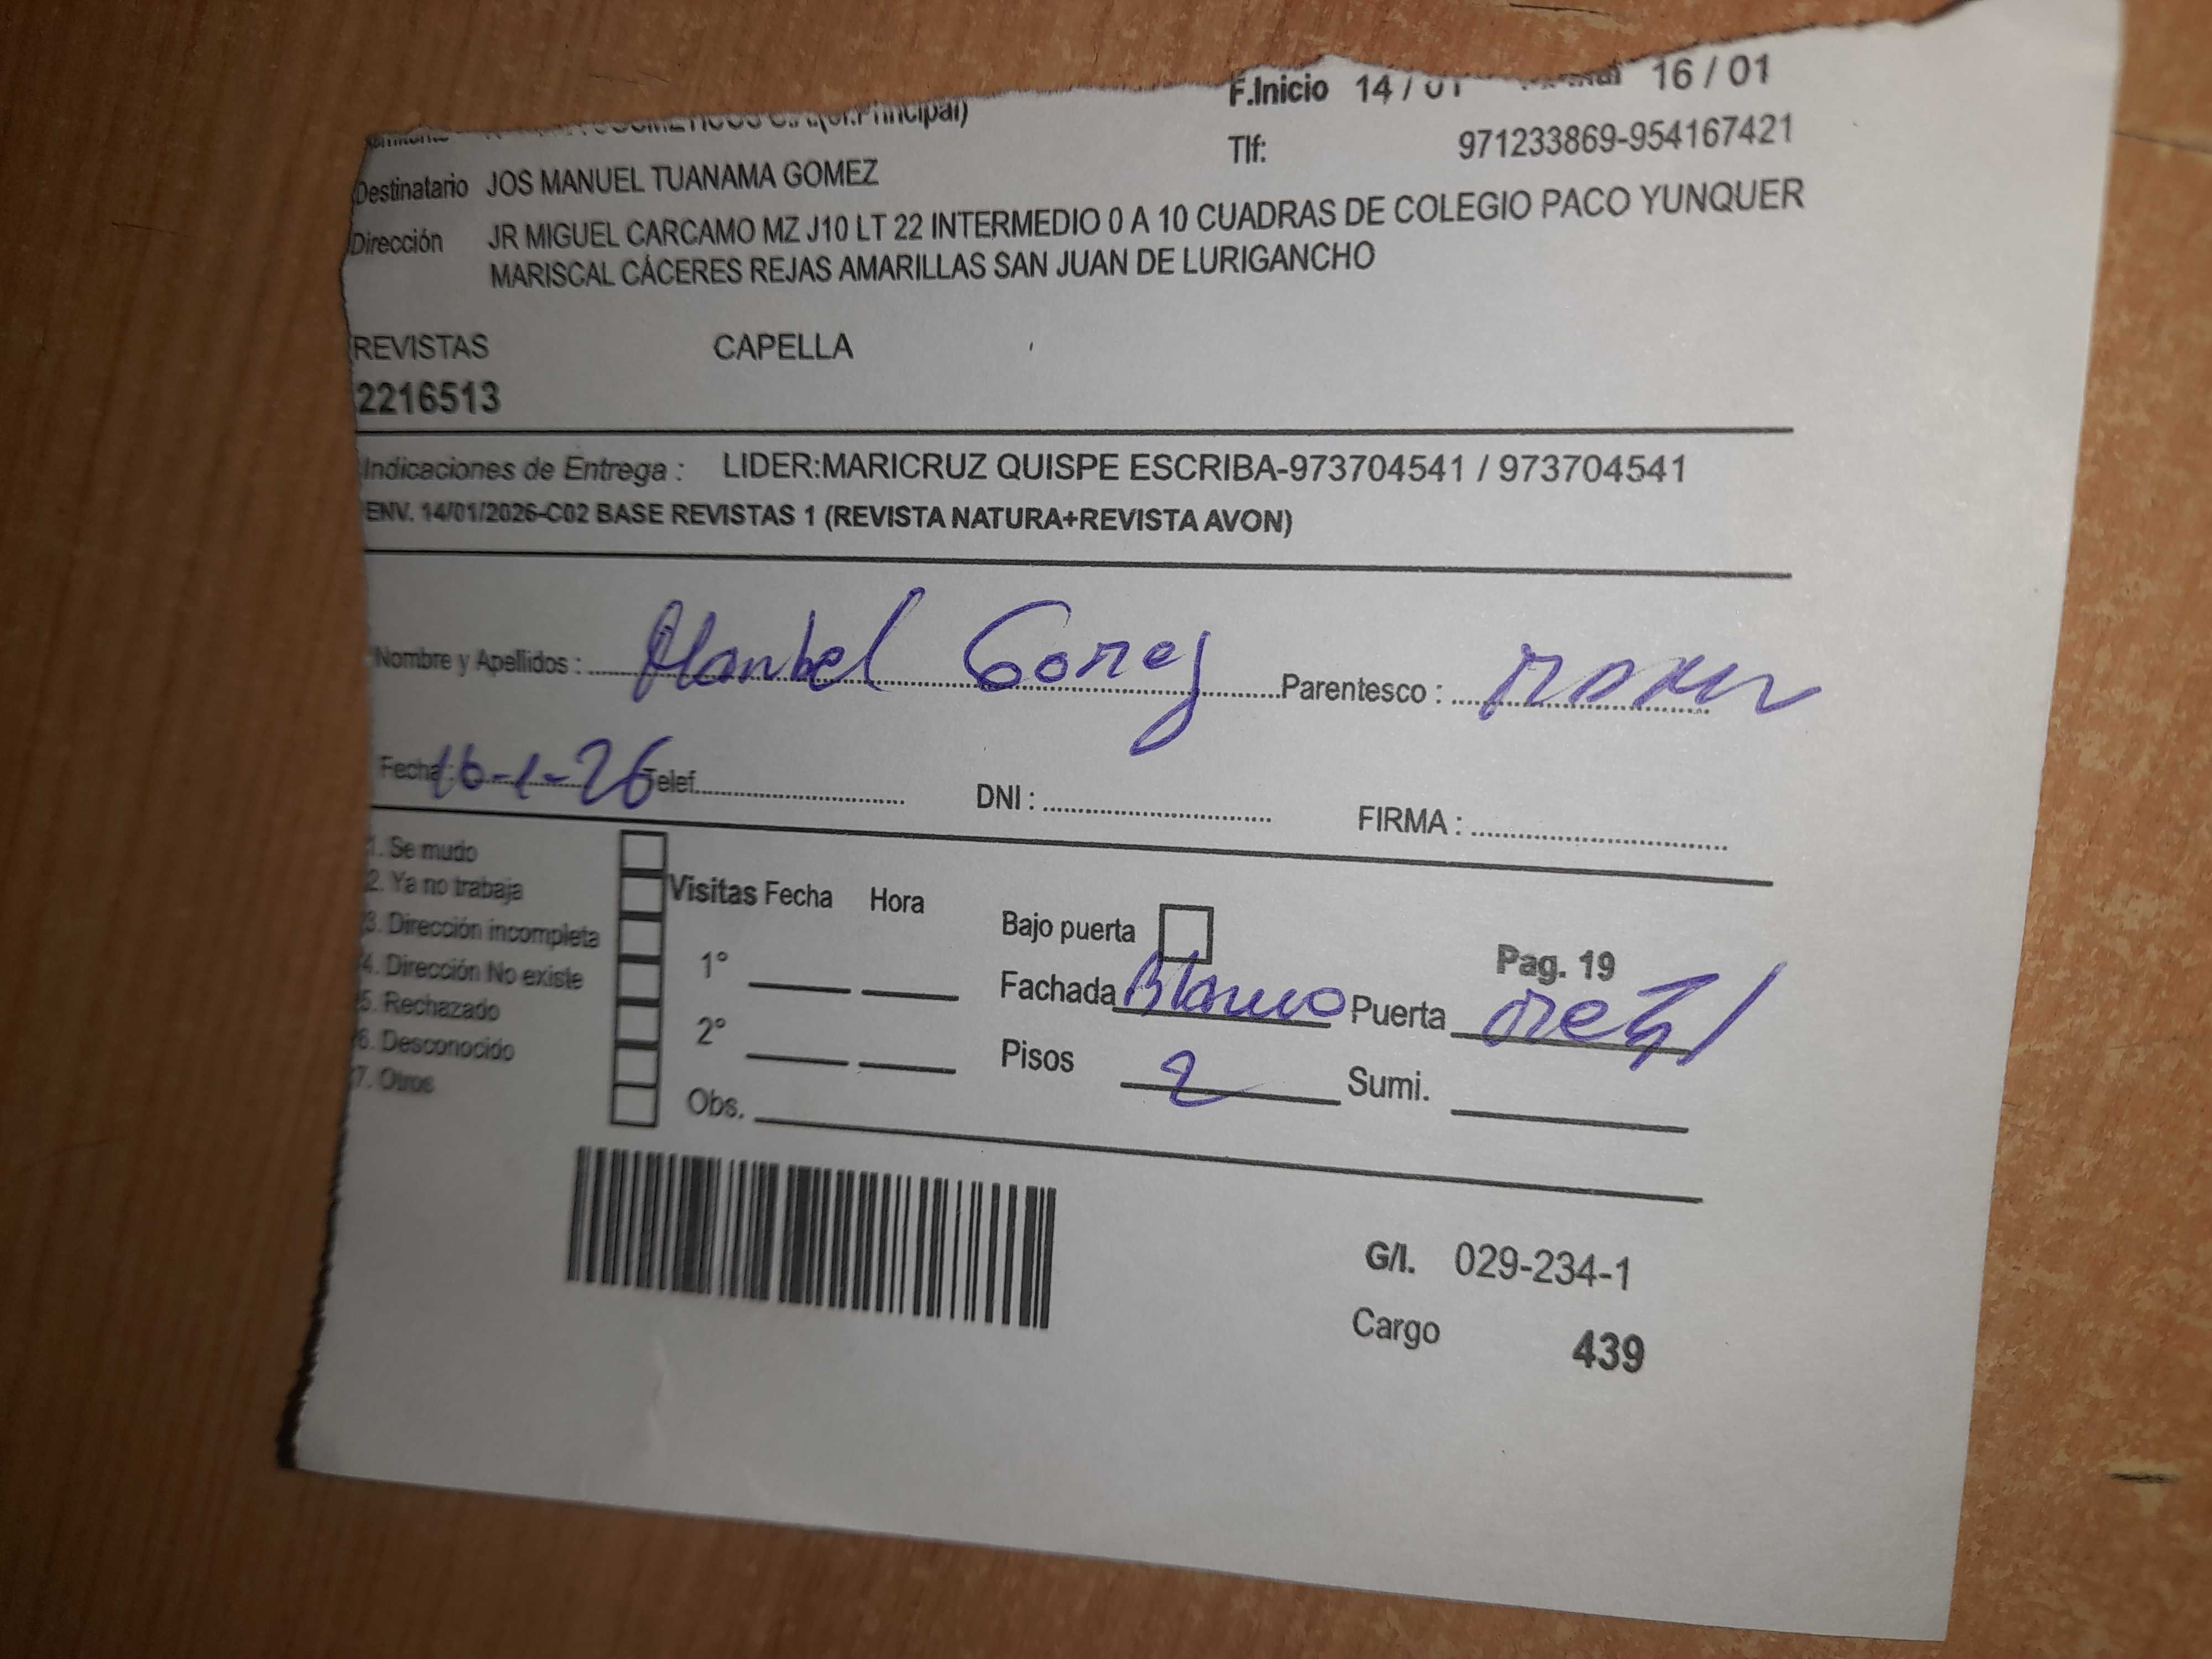 COSMETICOS S.A.(of.Principal)
F.Inicio 14 / 01 16 / 01
Tlf: 971233869-954167421
Destinatario JOS MANUEL TUANAMA GOMEZ
Dirección JR MIGUEL CARCAMO MZ J10 LT 22 INTERMEDIO 0 A 10 CUADRAS DE COLEGIO PACO YUNQUER
MARISCAL CÁCERES REJAS AMARILLAS SAN JUAN DE LURIGANCHO
REVISTAS CAPELLA
2216513
Indicaciones de Entrega : LIDER:MARICRUZ QUISPE ESCRIBA-973704541 / 973704541
ENV. 14/01/2026-C02 BASE REVISTAS 1 (REVISTA NATURA+REVISTA AVON)
Nombre y Apellidos : Manuel Gomez Parentesco :
Fecha : 16-1-26 Telef. DNI : FIRMA :
1. Se mudo
2. Ya no trabaja
3. Dirección incompleta
4. Dirección No existe
5. Rechazado
6. Desconocido
7. Otros
Visitas Fecha Hora
1°
2°
Obs.
Bajo puerta
Pag. 19
Fachada Blanco Puerta
Pisos 2 Sumi.
G/I. 029-234-1
Cargo 439